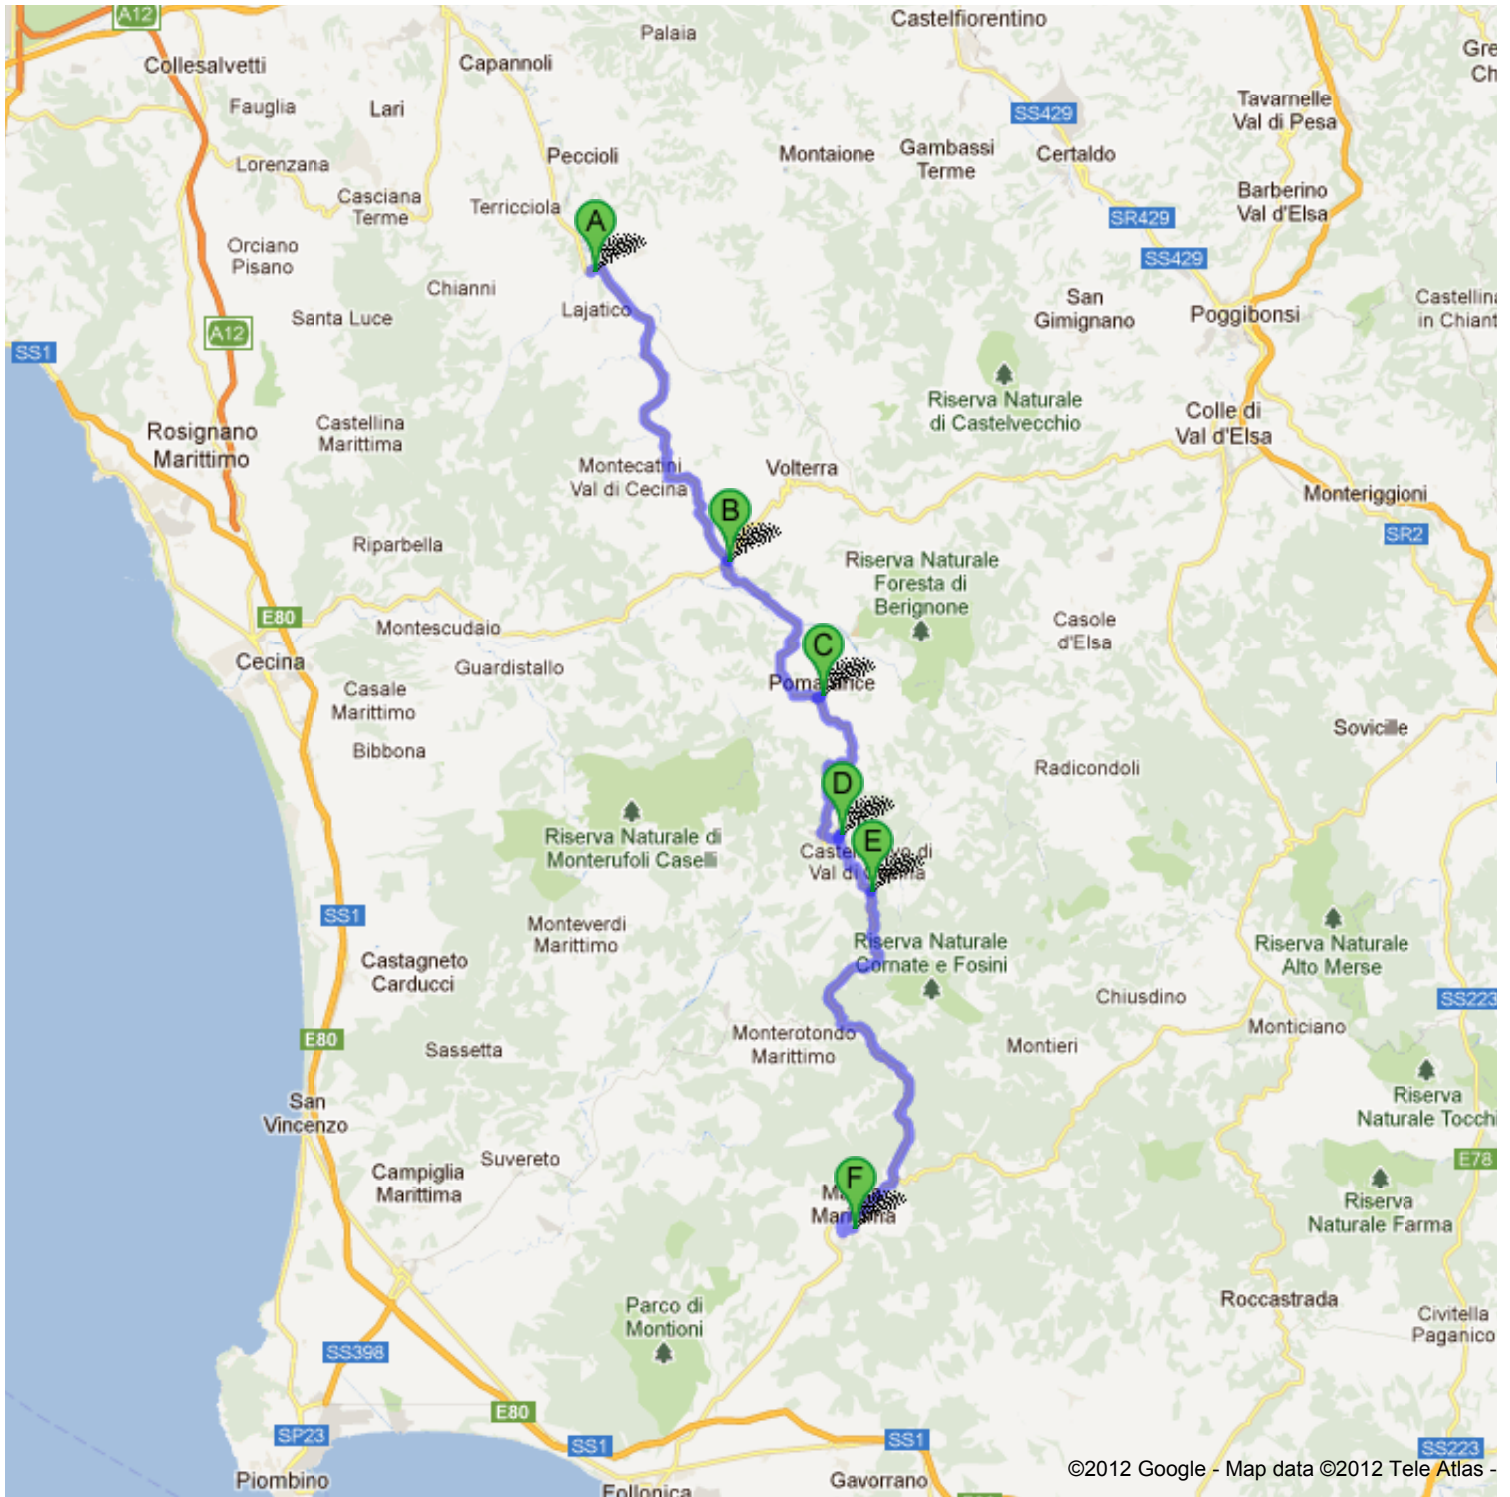 A12
Collesalvetti
Capannoli
Palaia
Castelfiorentino
Fauglia
Lari
SS429
Tavarnelle
Val di Pesa
Lorenzana
Peccioli
Montaione
Gambassi
Terme
Certaldo
Casciana
Terme
Terricciola
A
Barberino
Val d'Elsa
SR429
Orciano
Pisano
SS429
Chianni
Lajatico
San
Gimignano
Poggibonsi
Santa Luce
A12
SS1
Riserva Naturale
di Castelvecchio
Colle di
Val d'Elsa
Rosignano
Marittimo
Castellina
Marittima
Montecatini
Val di Cecina
Volterra
Monteriggioni
B
SR2
Riparbella
Riserva Naturale
Foresta di
Berignone
E80
Montescudaio
Casole
d'Elsa
C
Cecina
Guardistallo
Casale
Marittimo
Sovicille
Bibbona
Radicondoli
D
Riserva Naturale di
Monterufoli Caselli
E
Val di
SS1
Monteverdi
Marittimo
Riserva Naturale
Cornate e Fosini
Riserva Naturale
Alto Merse
Castagneto
Carducci
Chiusdino
SS223
E80
Sassetta
Monterotondo
Marittimo
Montieri
Monticiano
San
Vincenzo
Riserva
Naturale Tocchi
Suvereto
E78
Campiglia
Marittima
F
Riserva
Naturale Farma
Parco di
Montioni
Roccastrada
Civitella
Paganico
SS398
E80
SP23
SS1
SS1
SS223
Piombino
Follonica
Gavorrano
©2012 Google - Map data ©2012 Tele Atlas -